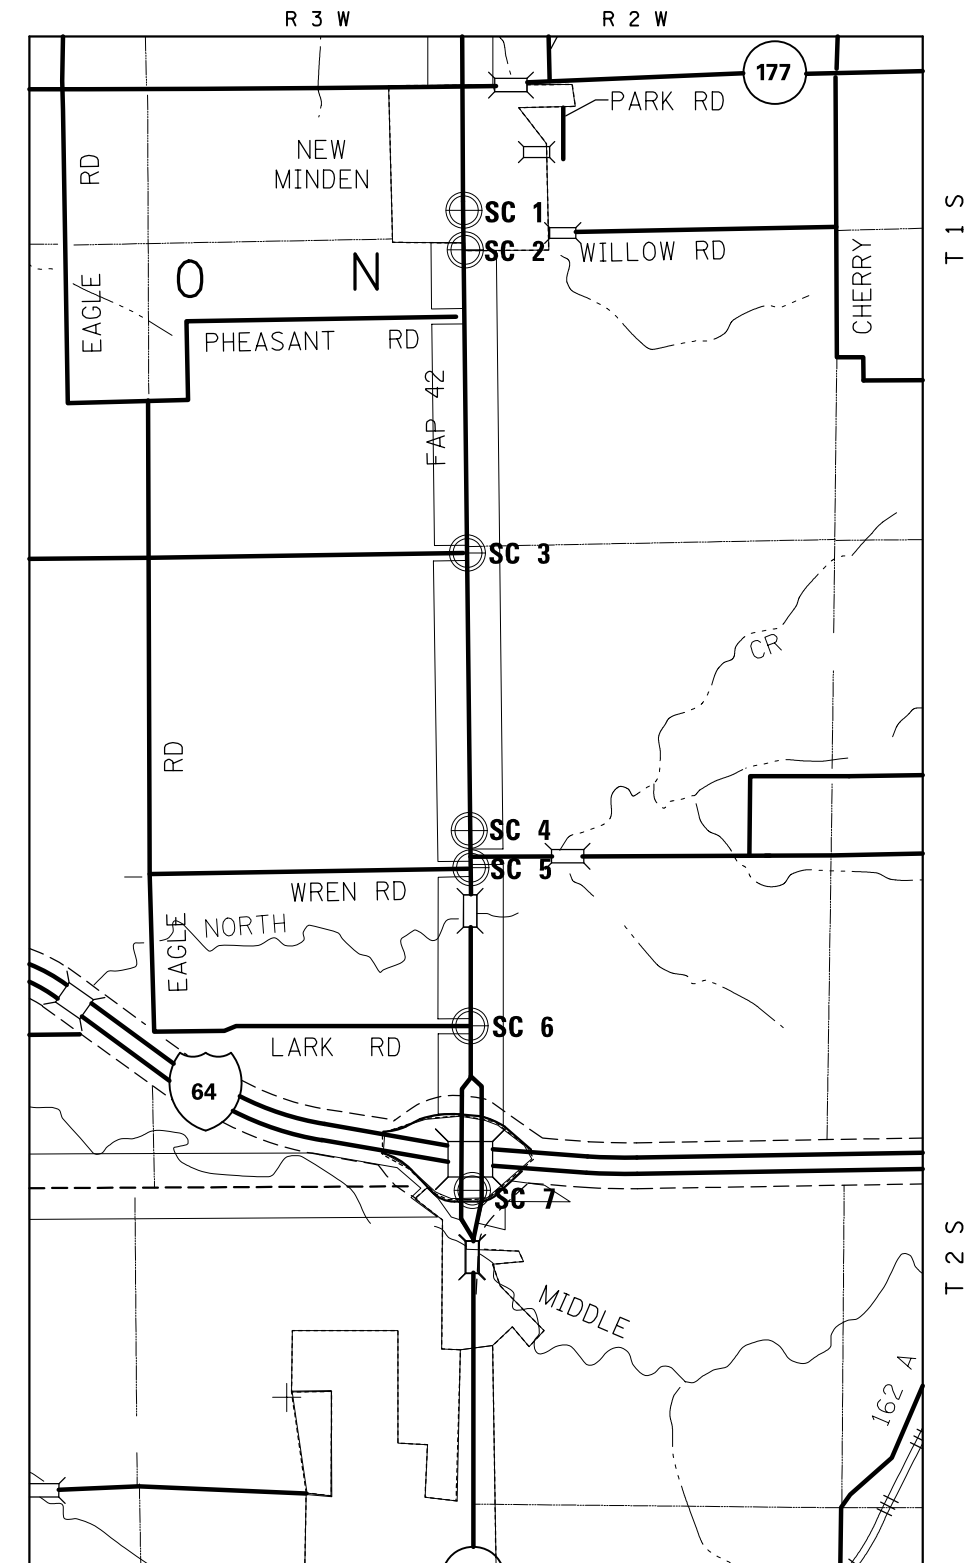 R 3 W
R 2 W
177
PARK RD
NEW
MINDEN
RD
T 1 S
SC 1
SC 2
WILLOW RD
O N
EAGLE
CHERRY
PHEASANT RD
FAP 42
SC 3
CR
RD
SC 4
SC 5
WREN RD
EAGLE
NORTH
SC 6
LARK RD
64
SC 7
T 2 S
MIDDLE
162 A